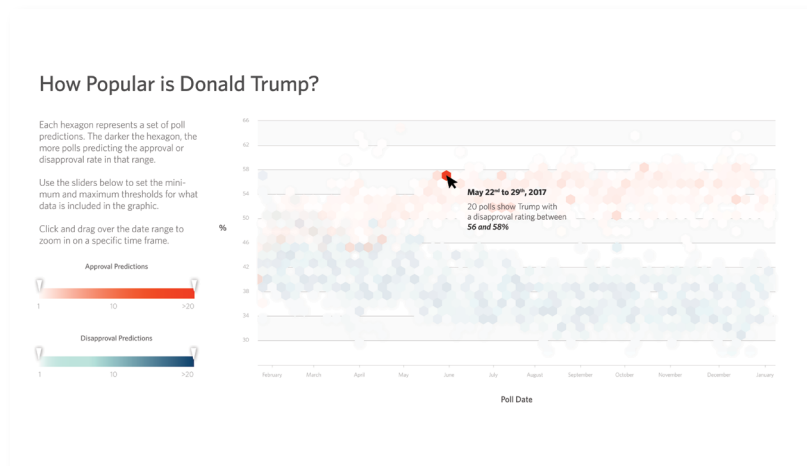 How Popular is Donald Trump?
Each hexagon represents a set of poll
predictions. The darker the hexagon, the
more polls predicting the approval or
disapproval rate in that range.
Use the sliders below to set the mini-
mum and maximum thresholds for what
data is included in the graphic.
Click and drag over the date range to
zoom in on a specific time frame.
Approval Predictions
1 10 >20
Disapproval Predictions
1 10 >20
%
66
62
58
54
50
46
42
38
34
30
May 22nd to 29th, 2017
20 polls show Trump with
a disapproval rating between
56 and 58%
February March April May June July August September October November December January
Poll Date